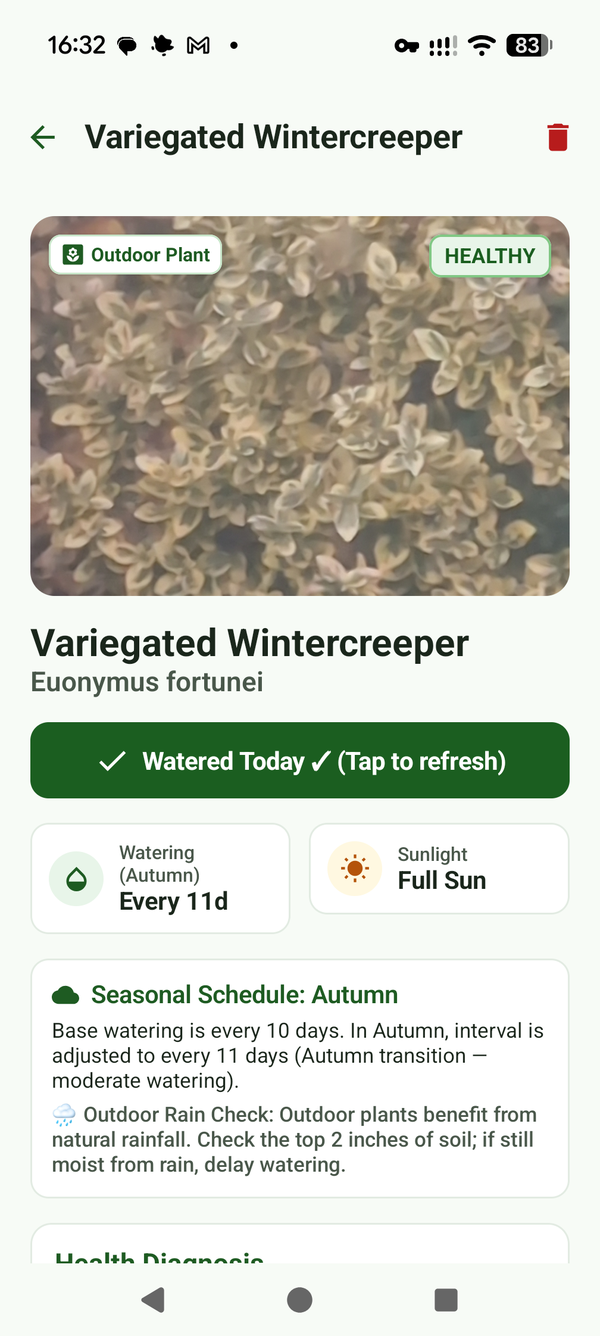 16:32
83
Variegated Wintercreeper
Outdoor Plant
HEALTHY
Variegated Wintercreeper
Euonymus fortunei
Watered Today ✓ (Tap to refresh)
Watering
(Autumn)
Every 11d
Sunlight
Full Sun
Seasonal Schedule: Autumn
Base watering is every 10 days. In Autumn, interval is
adjusted to every 11 days (Autumn transition —
moderate watering).
🌧️ Outdoor Rain Check: Outdoor plants benefit from
natural rainfall. Check the top 2 inches of soil; if still
moist from rain, delay watering.
Health Diagnosis